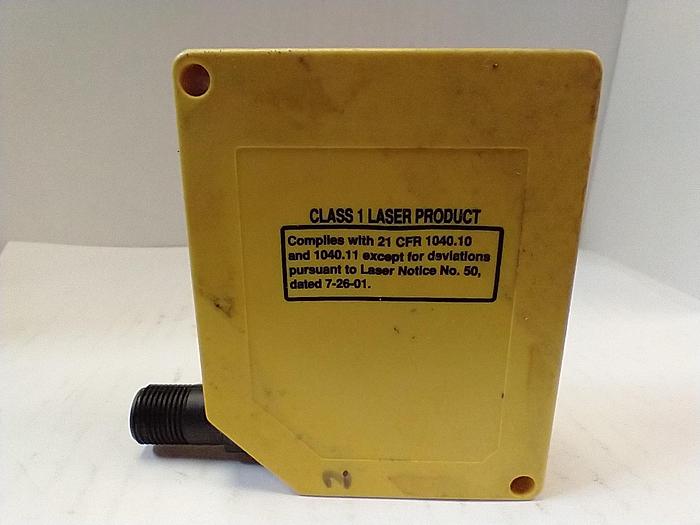 CLASS 1 LASER PRODUCT
Complies with 21 CFR 1040.10
and 1040.11 except for deviations
pursuant to Laser Notice No. 50,
dated 7-26-01.